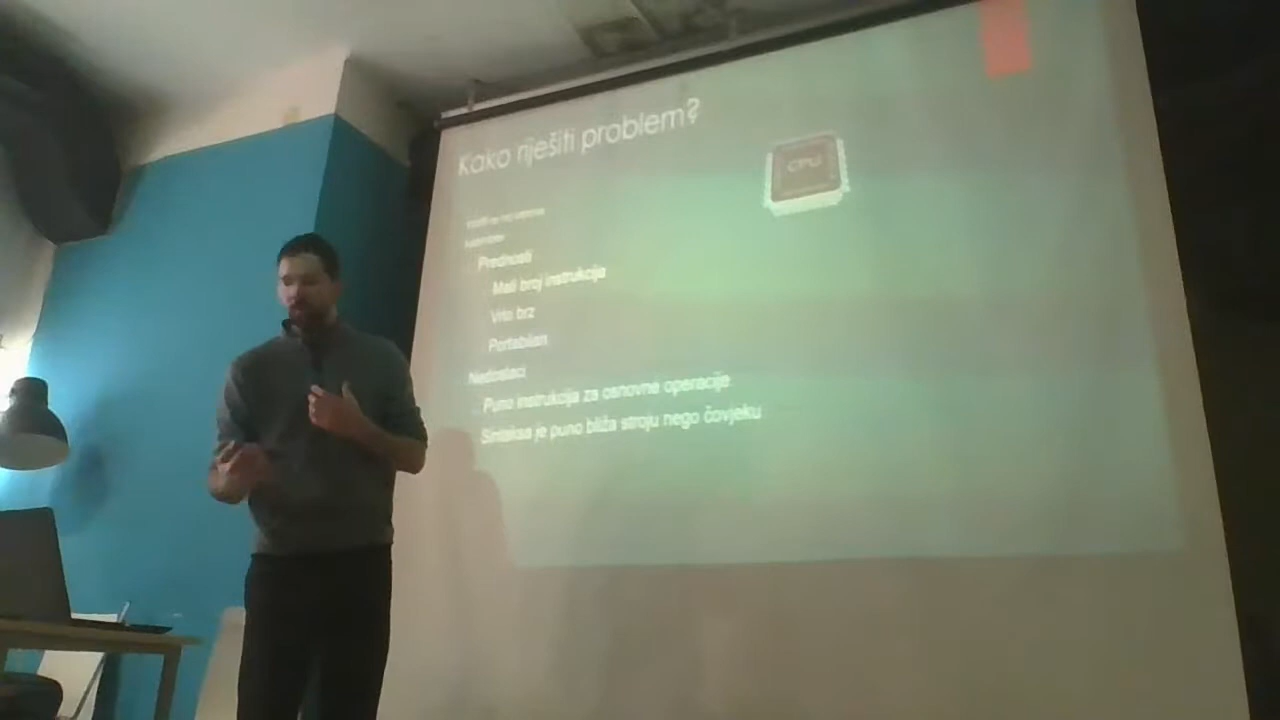 Kako riješiti problem?
CPU
Prednosti
Mali broj instrukcija
Vrlo brz
Portabilan
Nedostaci
Puno instrukcija za osnovne operacije
Sintaksa je puno bliža stroju nego čovjeku